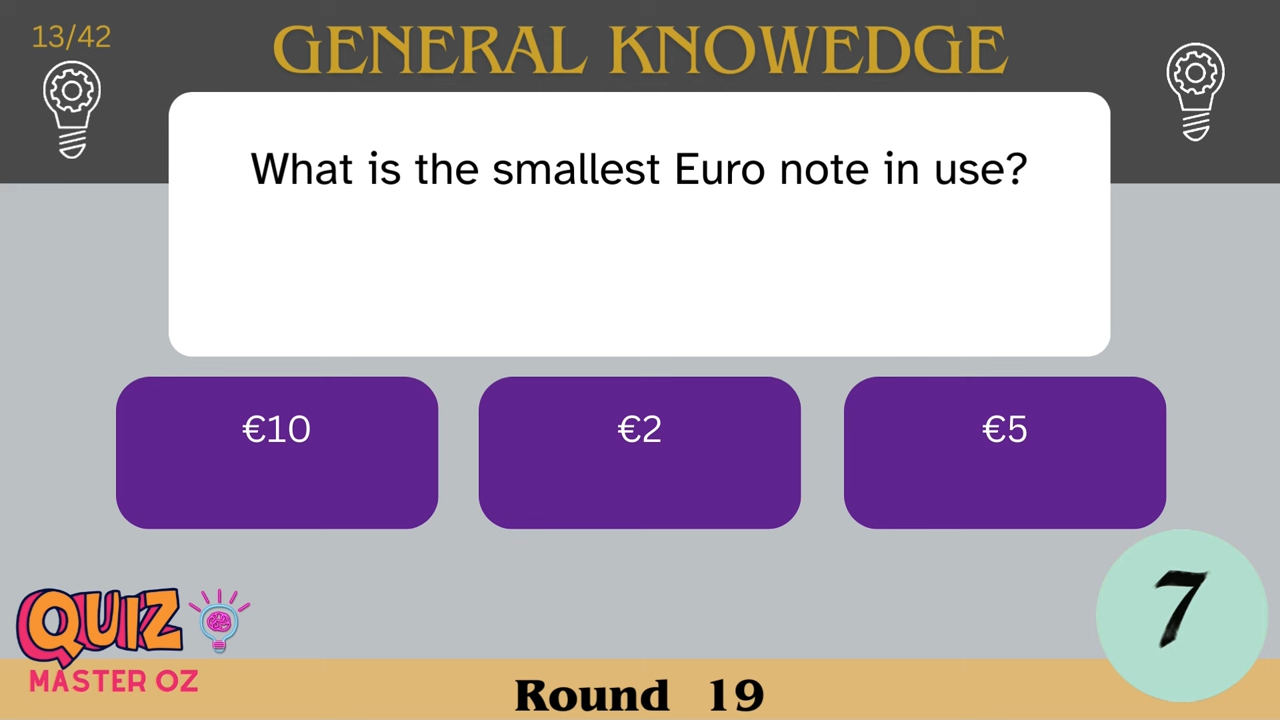 13/42
GENERAL KNOWEDGE
What is the smallest Euro note in use?
€10
€2
€5
7
QUIZ
MASTER OZ
Round 19